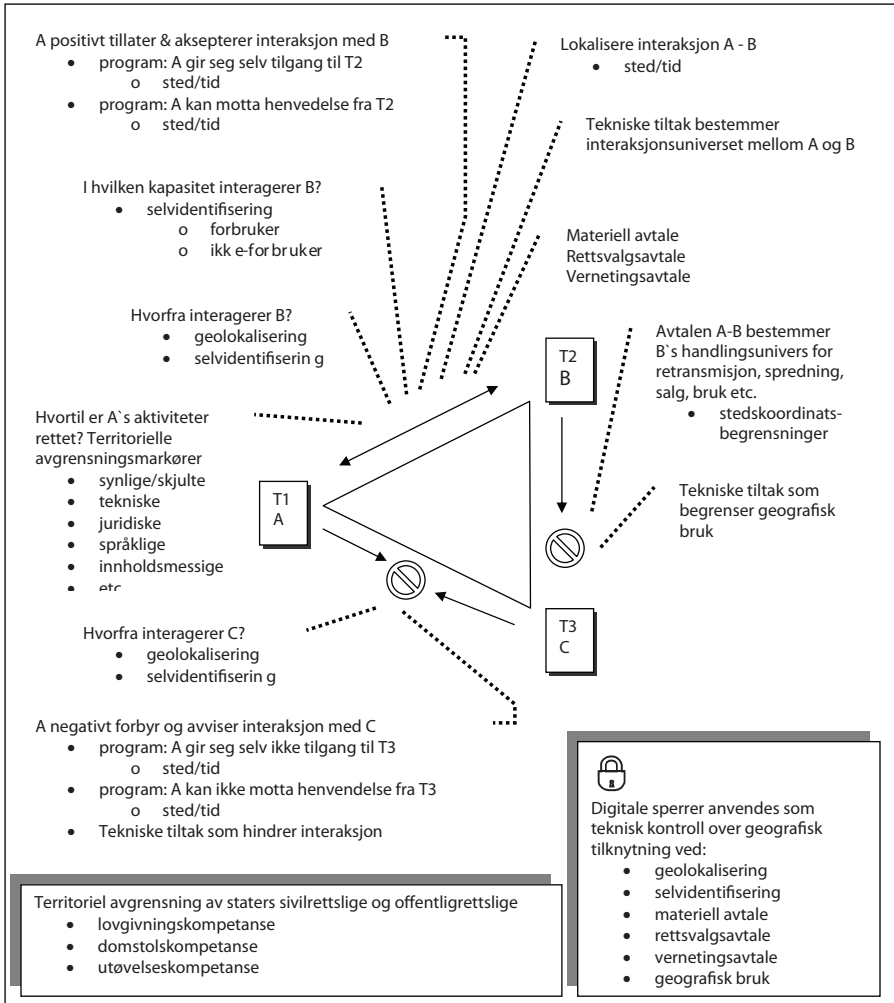 A positivt tillater & aksepterer interaksjon med B
• program: A gir seg selv tilgang til T2
o sted/tid
• program: A kan motta henvedelse fra T2
o sted/tid
Lokalisere interaksjon A - B
• sted/tid
Tekniske tiltak bestemmer
interaksjonsuniverset mellom A og B
I hvilken kapasitet interagerer B?
• selvidentifisering
o forbruker
o ikk e-forbruker
Materiell avtale
Rettsvalgsavtale
Vernetingsavtale
Hvorfra interagerer B?
• geolokalisering
• selvidentifiserin g
Avtalen A-B bestemmer
B`s handlingsunivers for
retransmisjon, spredning,
salg, bruk etc.
• stedskoordinats-
begrensninger
T2
B
Hvortil er A`s aktiviteter
rettet? Territorielle
avgrensningsmarkører
• synlige/skjulte
• tekniske
• juridiske
• språklige
• innholdsmessige
• etc
T1
A
Tekniske tiltak som
begrenser geografisk
bruk
T3
C
Hvorfra interagerer C?
• geolokalisering
• selvidentifiserin g
A negativt forbyr og avviser interaksjon med C
• program: A gir seg selv ikke tilgang til T3
o sted/tid
• program: A kan ikke motta henvendelse fra T3
o sted/tid
• Tekniske tiltak som hindrer interaksjon
Digitale sperrer anvendes som
teknisk kontroll over geografisk
tilknytning ved:
• geolokalisering
• selvidentifisering
• materiell avtale
• rettsvalgsavtale
• vernetingsavtale
• geografisk bruk
Territoriel avgrensning av staters sivilrettslige og offentligrettslige
• lovgivningskompetanse
• domstolskompetanse
• utøvelseskompetanse